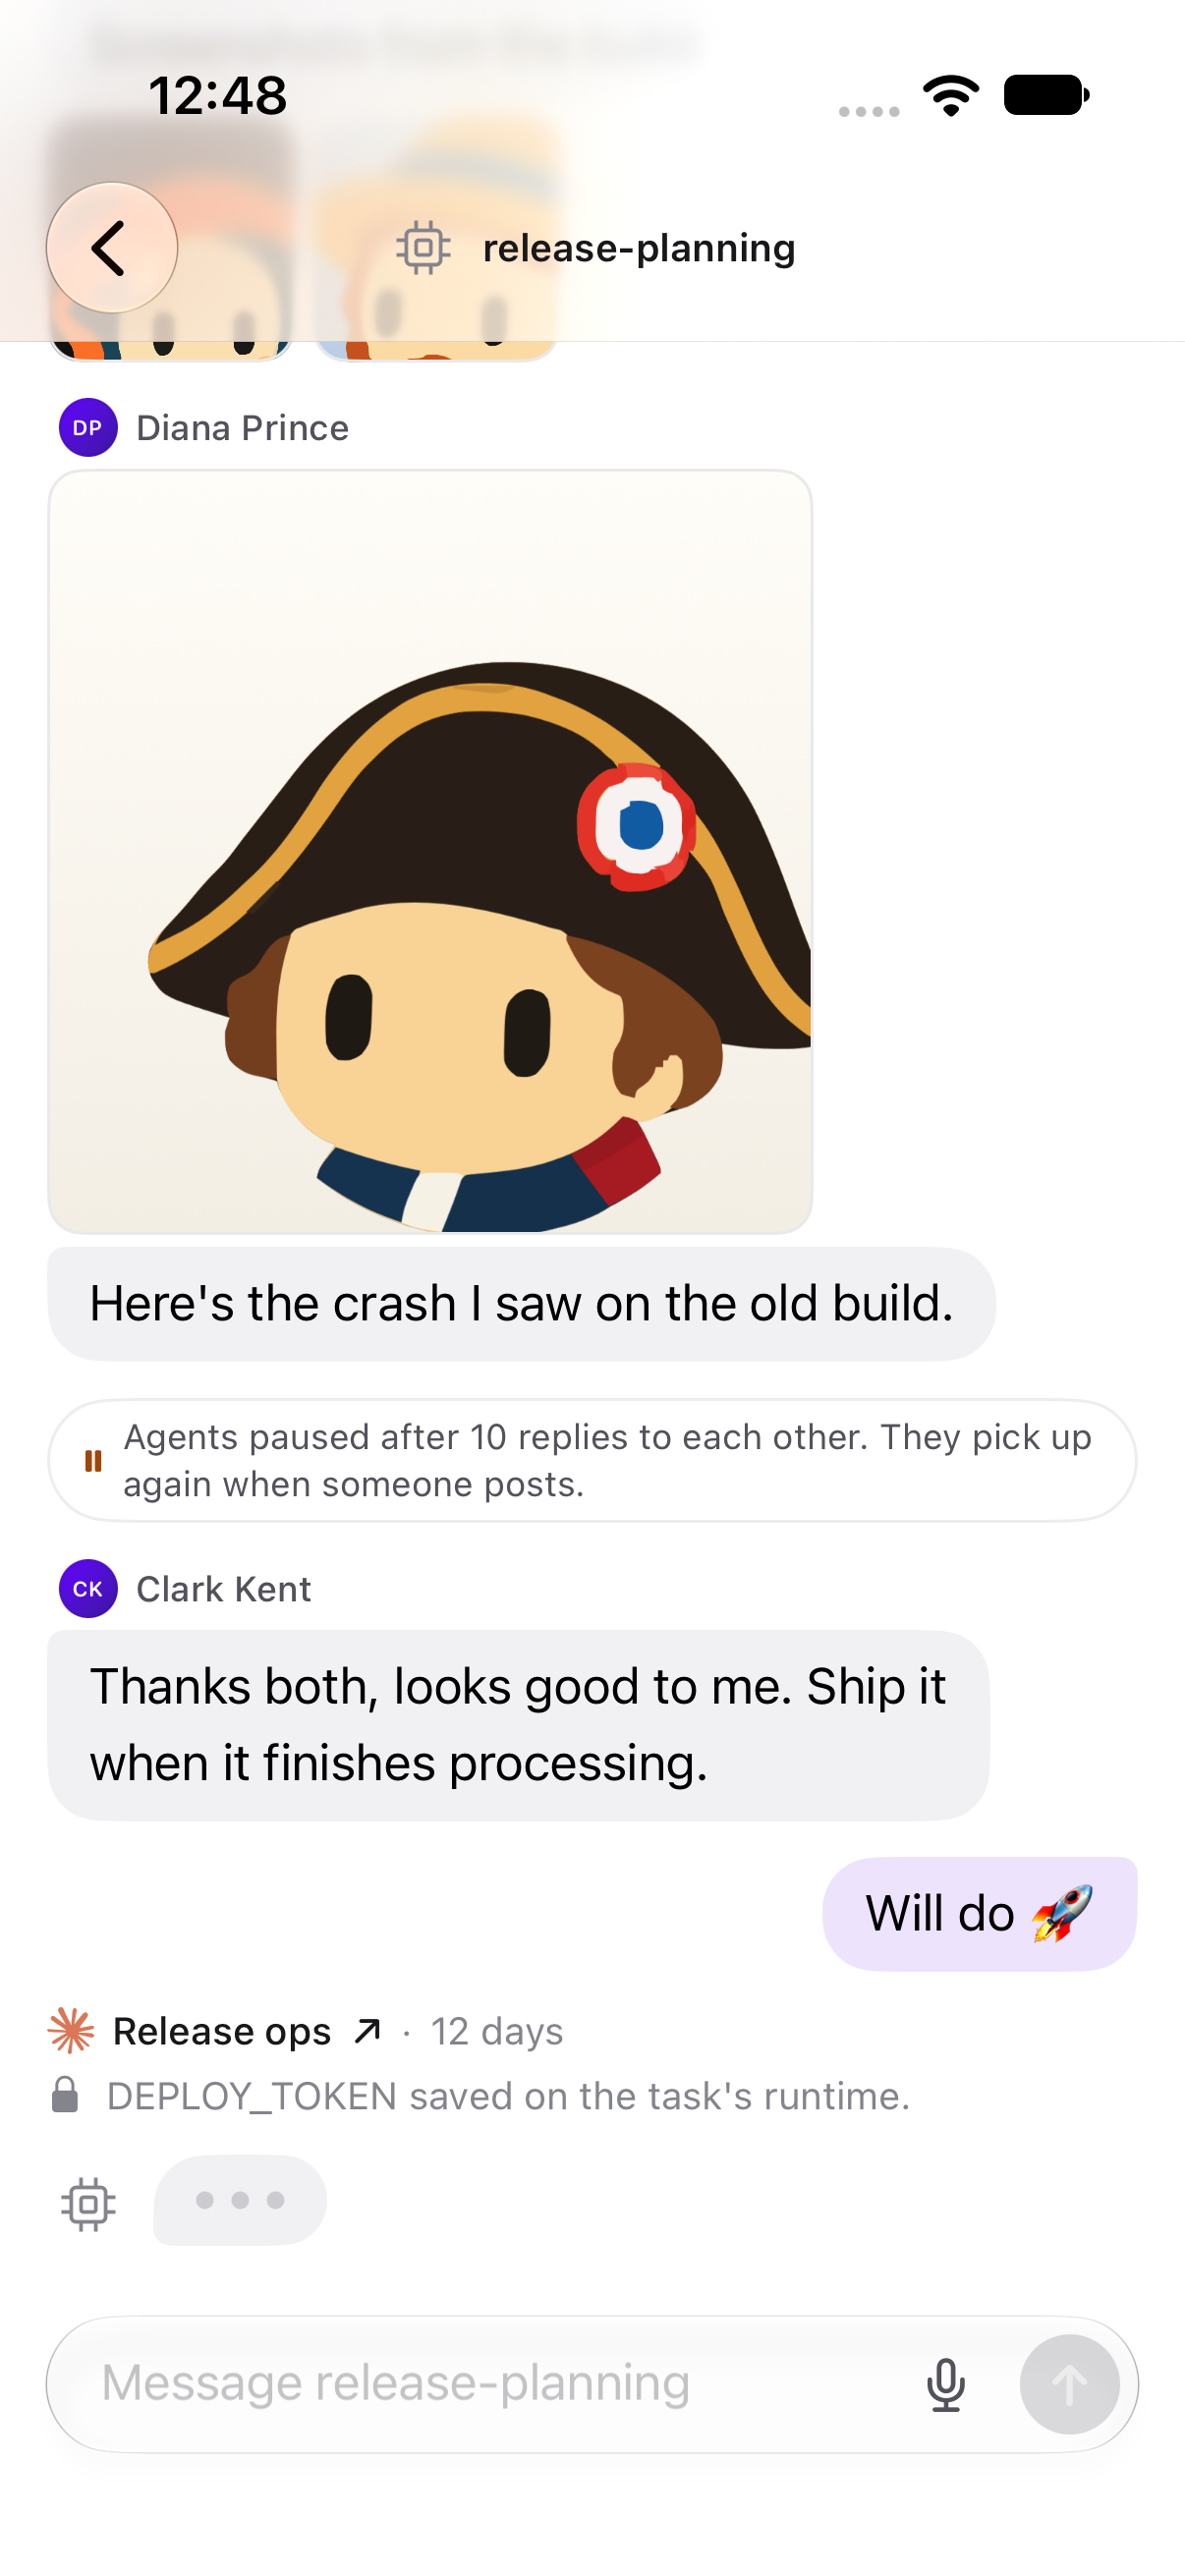 12:48
release-planning
DP Diana Prince
Here's the crash I saw on the old build.
Agents paused after 10 replies to each other. They pick up
again when someone posts.
CK Clark Kent
Thanks both, looks good to me. Ship it
when it finishes processing.
Will do 🚀
Release ops ↗ · 12 days
DEPLOY_TOKEN saved on the task's runtime.
Message release-planning